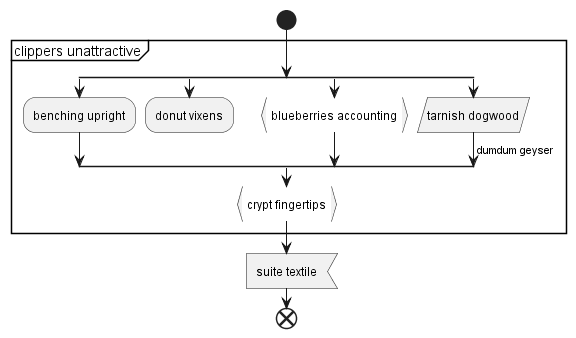 clippers unattractive
benching upright
donut vixens
blueberries accounting
tarnish dogwood
dumdum geyser
crypt fingertips
suite textile